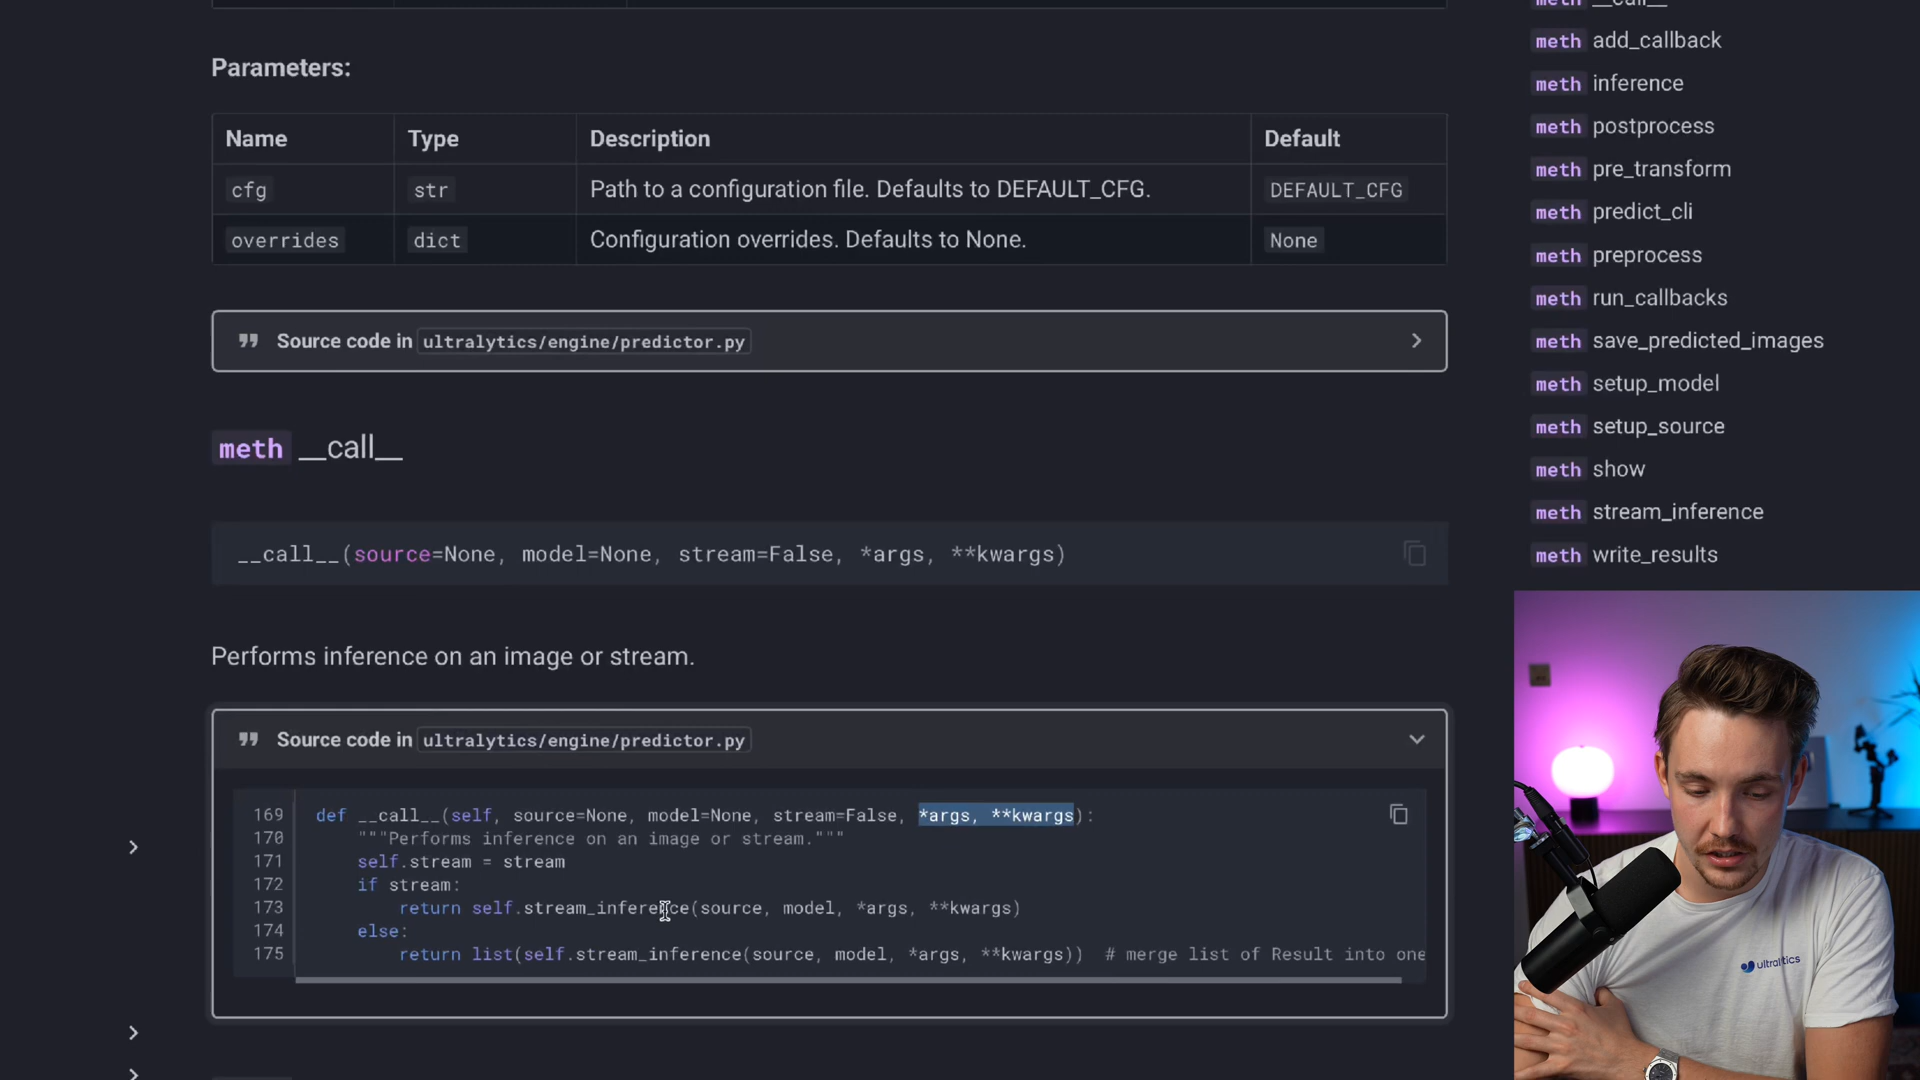 Parameters:
Name Type Description Default
cfg str Path to a configuration file. Defaults to DEFAULT_CFG. DEFAULT_CFG
overrides dict Configuration overrides. Defaults to None. None
Source code in ultralytics/engine/predictor.py
meth __call__
__call__(source=None, model=None, stream=False, *args, **kwargs)
Performs inference on an image or stream.
Source code in ultralytics/engine/predictor.py
169 def __call__(self, source=None, model=None, stream=False, *args, **kwargs):
170 """Performs inference on an image or stream."""
171 self.stream = stream
172 if stream:
173 return self.stream_inference(source, model, *args, **kwargs)
174 else:
175 return list(self.stream_inference(source, model, *args, **kwargs)) # merge list of Result into one
meth __call__
meth add_callback
meth inference
meth postprocess
meth pre_transform
meth predict_cli
meth preprocess
meth run_callbacks
meth save_predicted_images
meth setup_model
meth setup_source
meth show
meth stream_inference
meth write_results
ultralytics